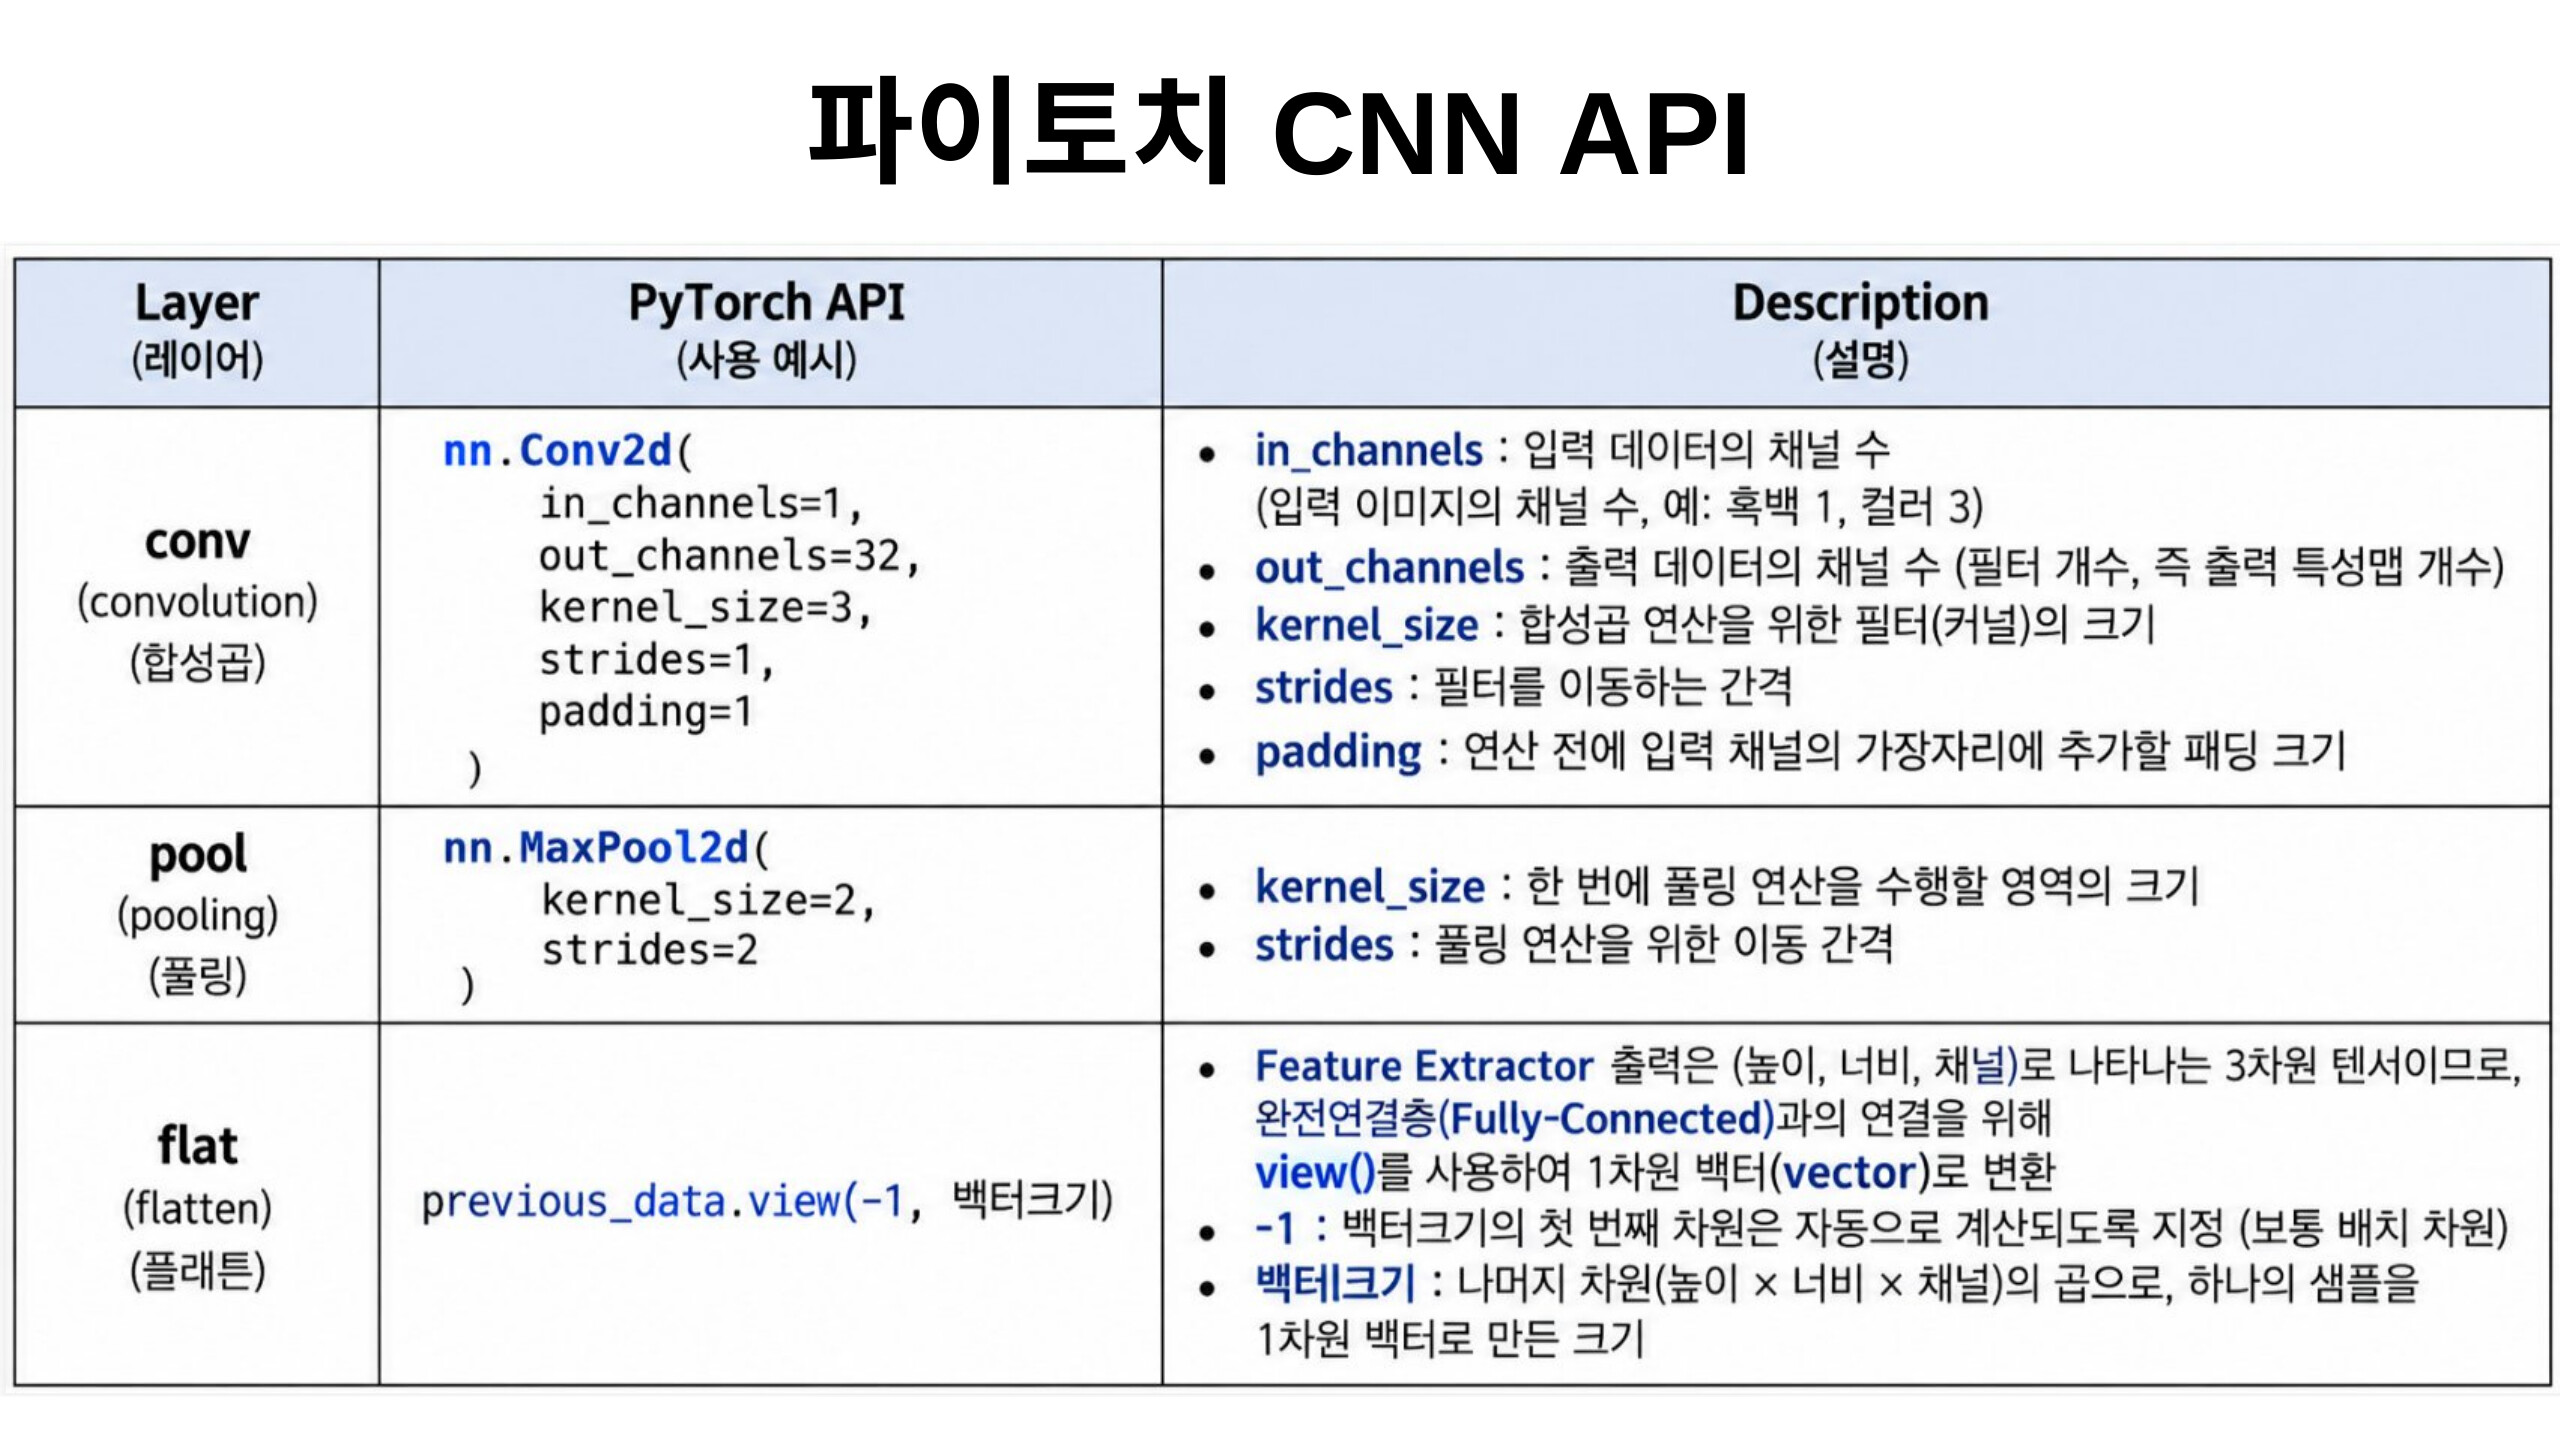 파이토치 CNN API
Layer
(레이어)
PyTorch API
(사용 예시)
Description
(설명)
conv
(convolution)
(합성곱)
nn.Conv2d(
in_channels=1,
out_channels=32,
kernel_size=3,
strides=1,
padding=1
)
in_channels : 입력 데이터의 채널 수
(입력 이미지의 채널 수, 예: 흑백 1, 컬러 3)
out_channels : 출력 데이터의 채널 수 (필터 개수, 즉 출력 특성맵 개수)
kernel_size : 합성곱 연산을 위한 필터(커널)의 크기
strides : 필터를 이동하는 간격
padding : 연산 전에 입력 채널의 가장자리에 추가할 패딩 크기
pool
(pooling)
(풀링)
nn.MaxPool2d(
kernel_size=2,
strides=2
)
kernel_size : 한 번에 풀링 연산을 수행할 영역의 크기
strides : 풀링 연산을 위한 이동 간격
flat
(flatten)
(플래튼)
previous_data.view(-1, 백터크기)
Feature Extractor 출력은 (높이, 너비, 채널)로 나타나는 3차원 텐서이므로,
완전연결층(Fully-Connected)과의 연결을 위해
view()를 사용하여 1차원 백터(vector)로 변환
-1 : 백터크기의 첫 번째 차원은 자동으로 계산되도록 지정 (보통 배치 차원)
백테크기 : 나머지 차원(높이 × 너비 × 채널)의 곱으로, 하나의 샘플을
1차원 백터로 만든 크기